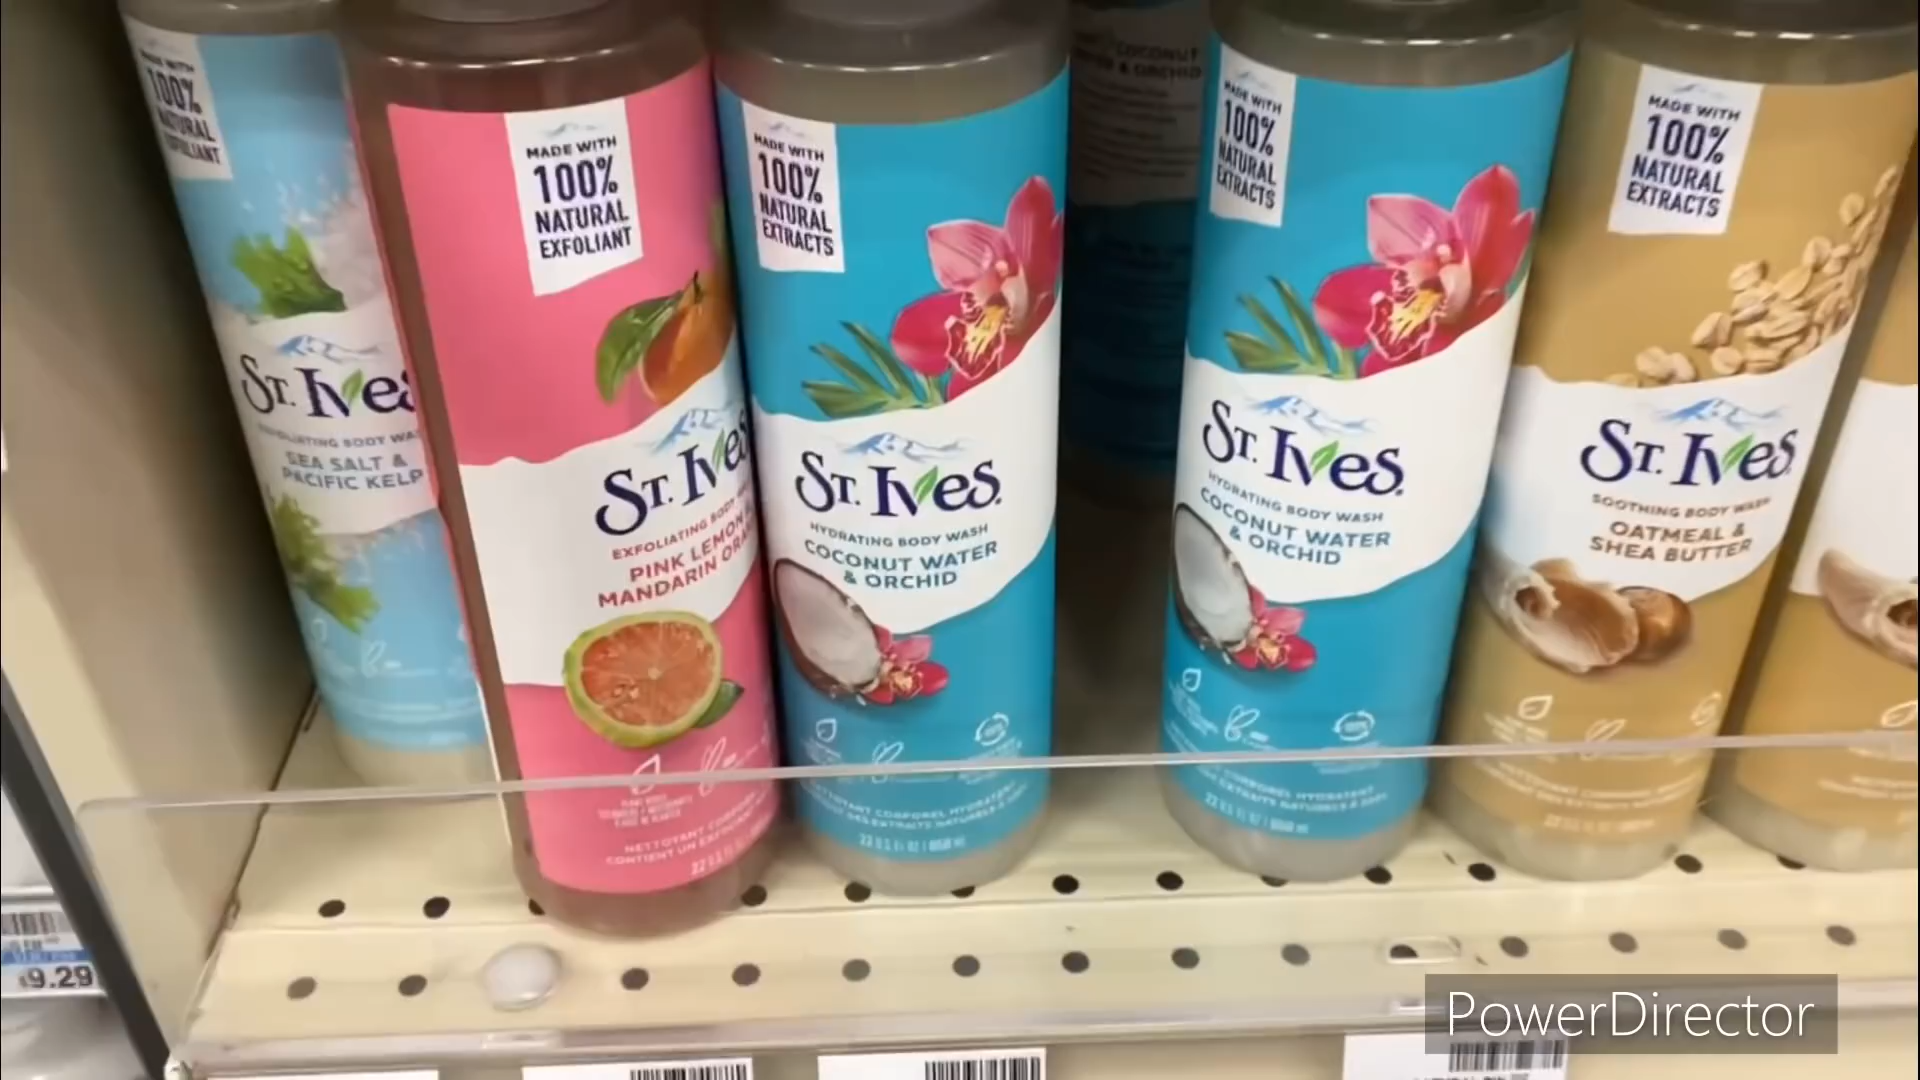 MADE WITH
100%
NATURAL
EXFOLIANT
ST. Ives
SEA SALT &
PACIFIC KELP
MADE WITH
100%
NATURAL
EXFOLIANT
ST. Ives
EXFOLIATING BODY
PINK LEMON
MANDARIN
MADE WITH
100%
NATURAL
EXTRACTS
ST. Ives
HYDRATING BODY WASH
COCONUT WATER
& ORCHID
COCONUT
& ORCHID
MADE WITH
100%
NATURAL
EXTRACTS
ST. Ives
HYDRATING BODY WASH
COCONUT WATER
& ORCHID
MADE WITH
100%
NATURAL
EXTRACTS
ST. Ives
SOOTHING BODY WASH
OATMEAL &
SHEA BUTTER
9.29
PowerDirector